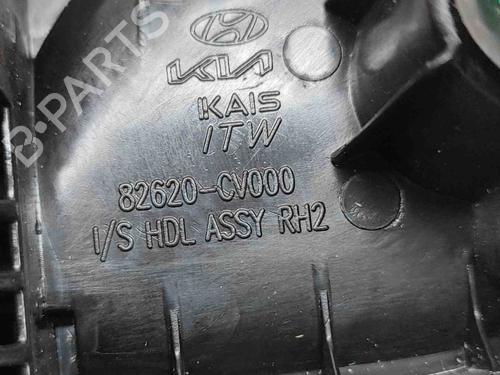 B-PARTS
KIA
KAIS
ITW
82620-CV000
I/S HDL ASSY RH2